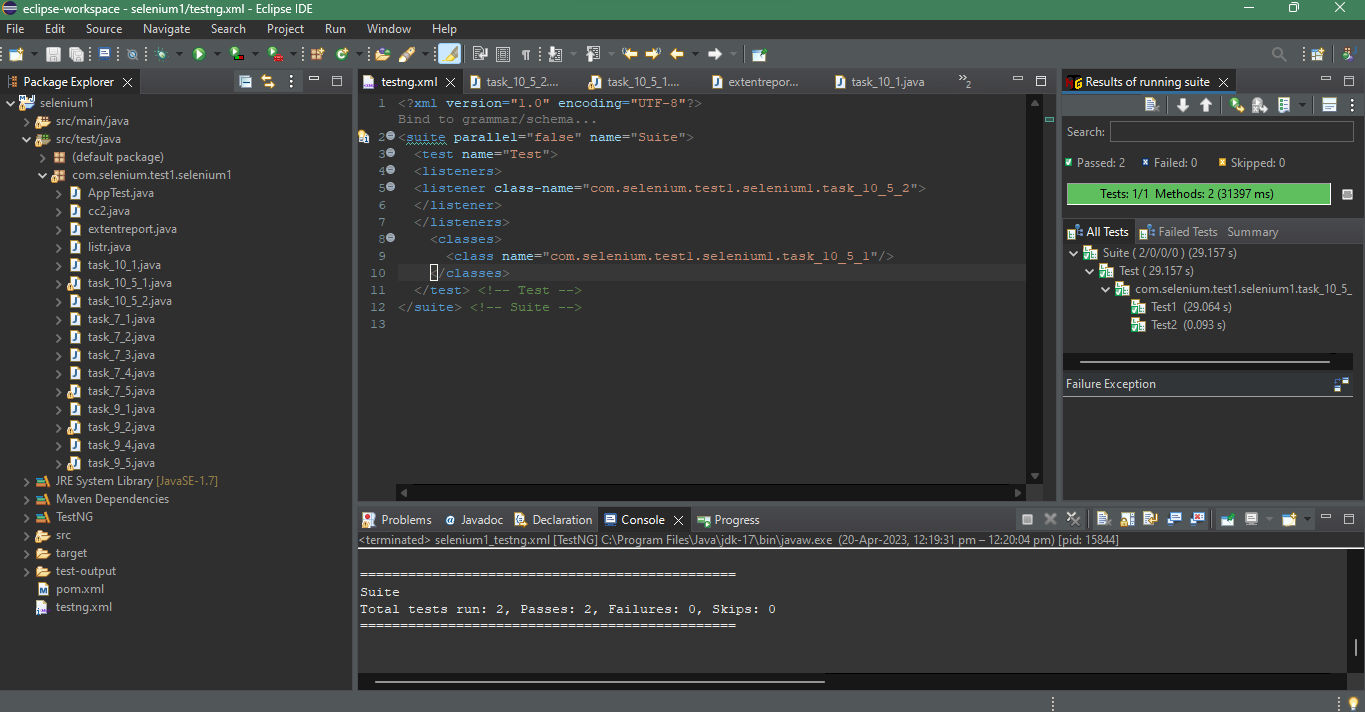 eclipse-workspace - selenium1/testng.xml - Eclipse IDE
File Edit Source Navigate Search Project Run Window Help
Package Explorer
selenium1
src/main/java
src/test/java
(default package)
com.selenium.test1.selenium1
AppTest.java
cc2.java
extentreport.java
listr.java
task_10_1.java
task_10_5_1.java
task_10_5_2.java
task_7_1.java
task_7_2.java
task_7_3.java
task_7_4.java
task_7_5.java
task_9_1.java
task_9_2.java
task_9_4.java
task_9_5.java
JRE System Library [JavaSE-1.7]
Maven Dependencies
TestNG
src
target
test-output
pom.xml
testng.xml
testng.xml task_10_5_2.... task_10_5_1.... extentrepor... task_10_1.java »2
1 <?xml version="1.0" encoding="UTF-8"?>
Bind to grammar/schema...
2 <suite parallel="false" name="Suite">
3 <test name="Test">
4 <listeners>
5 <listener class-name="com.selenium.test1.selenium1.task_10_5_2">
6 </listener>
7 </listeners>
8 <classes>
9 <class name="com.selenium.test1.selenium1.task_10_5_1"/>
10 </classes>
11 </test> <!-- Test -->
12 </suite> <!-- Suite -->
13
Results of running suite
Search:
Passed: 2 Failed: 0 Skipped: 0
Tests: 1/1 Methods: 2 (31397 ms)
All Tests Failed Tests Summary
Suite ( 2/0/0/0 ) (29.157 s)
Test ( 29.157 s)
com.selenium.test1.selenium1.task_10_5_
Test1 (29.064 s)
Test2 (0.093 s)
Failure Exception
Problems Javadoc Declaration Console Progress
<terminated> selenium1_testng.xml [TestNG] C:\Program Files\Java\jdk-17\bin\javaw.exe (20-Apr-2023, 12:19:31 pm – 12:20:04 pm) [pid: 15844]
===============================================
Suite
Total tests run: 2, Passes: 2, Failures: 0, Skips: 0
===============================================